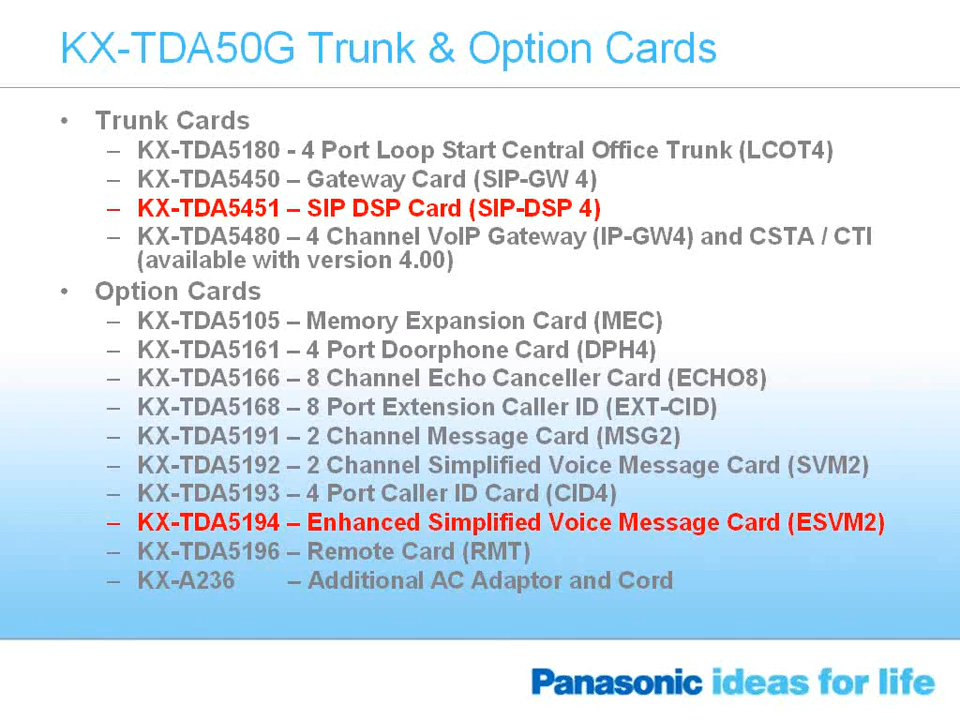 KX-TDA50G Trunk & Option Cards
• Trunk Cards
– KX-TDA5180 - 4 Port Loop Start Central Office Trunk (LCOT4)
– KX-TDA5450 – Gateway Card (SIP-GW 4)
– KX-TDA5451 – SIP DSP Card (SIP-DSP 4)
– KX-TDA5480 – 4 Channel VoIP Gateway (IP-GW4) and CSTA / CTI
(available with version 4.00)
• Option Cards
– KX-TDA5105 – Memory Expansion Card (MEC)
– KX-TDA5161 – 4 Port Doorphone Card (DPH4)
– KX-TDA5166 – 8 Channel Echo Canceller Card (ECHO8)
– KX-TDA5168 – 8 Port Extension Caller ID (EXT-CID)
– KX-TDA5191 – 2 Channel Message Card (MSG2)
– KX-TDA5192 – 2 Channel Simplified Voice Message Card (SVM2)
– KX-TDA5193 – 4 Port Caller ID Card (CID4)
– KX-TDA5194 – Enhanced Simplified Voice Message Card (ESVM2)
– KX-TDA5196 – Remote Card (RMT)
– KX-A236 – Additional AC Adaptor and Cord
Panasonic ideas for life